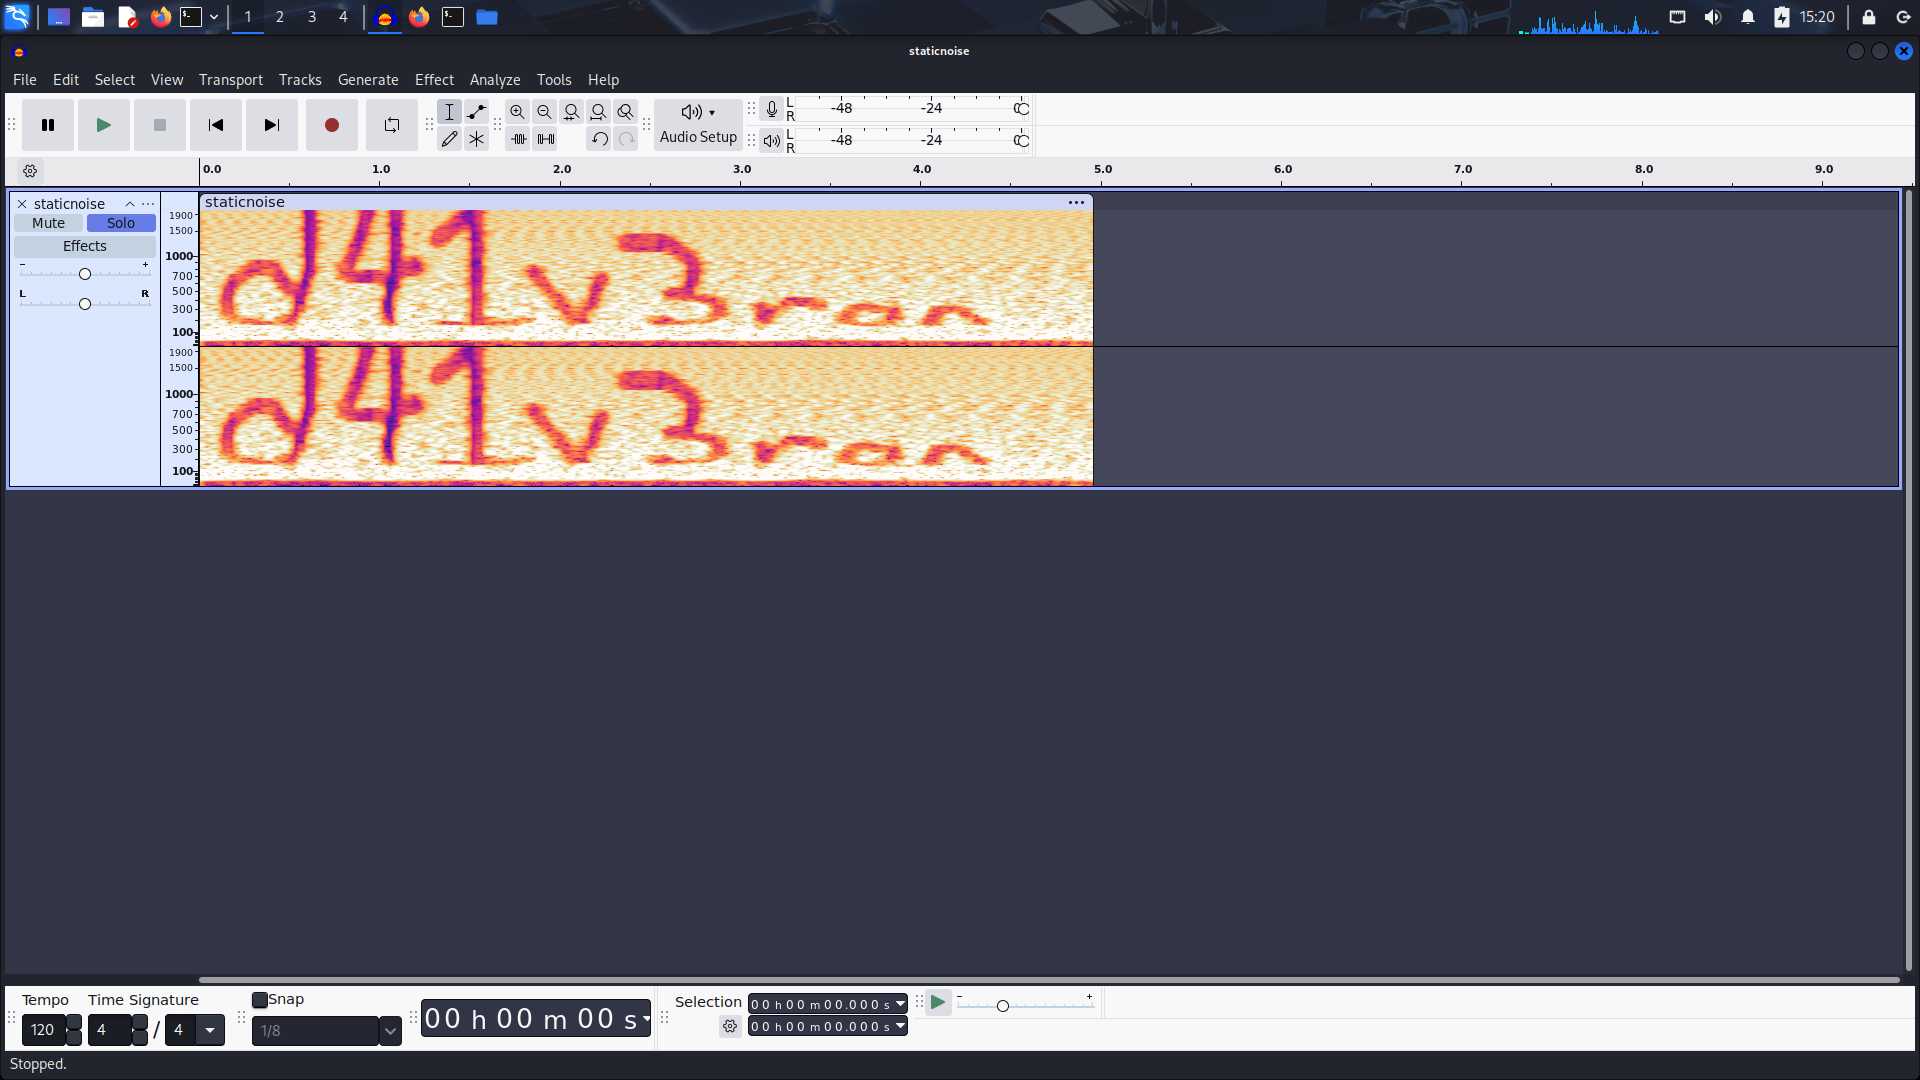 1 2 3 4 15:20
staticnoise
File Edit Select View Transport Tracks Generate Effect Analyze Tools Help
Audio Setup
L R -48 -24 0
L R -48 -24 0
0.0 1.0 2.0 3.0 4.0 5.0 6.0 7.0 8.0 9.0
staticnoise
Mute Solo
Effects
- +
L R
1900
1500
1000
700
500
300
100
1900
1500
1000
700
500
300
100
staticnoise
d41v3ran
d41v3ran
Tempo Time Signature Snap
120 4 / 4 1/8
00 h 00 m 00 s
Selection
00 h 00 m 00.000 s
00 h 00 m 00.000 s
- +
Stopped.